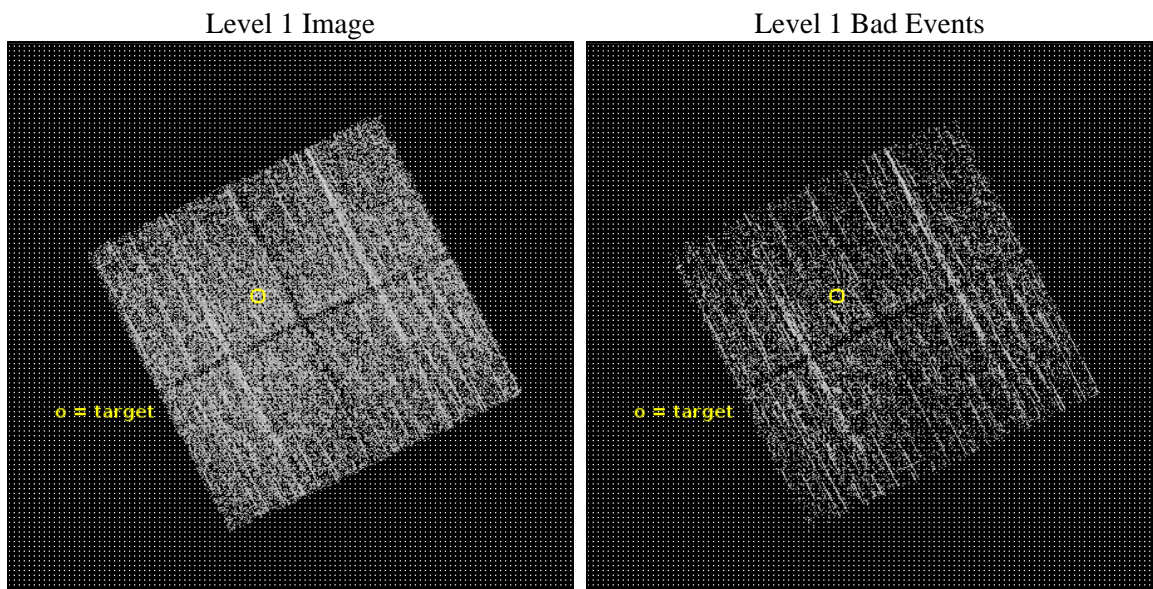 Level 1 Image
Level 1 Bad Events
o = target
o = target